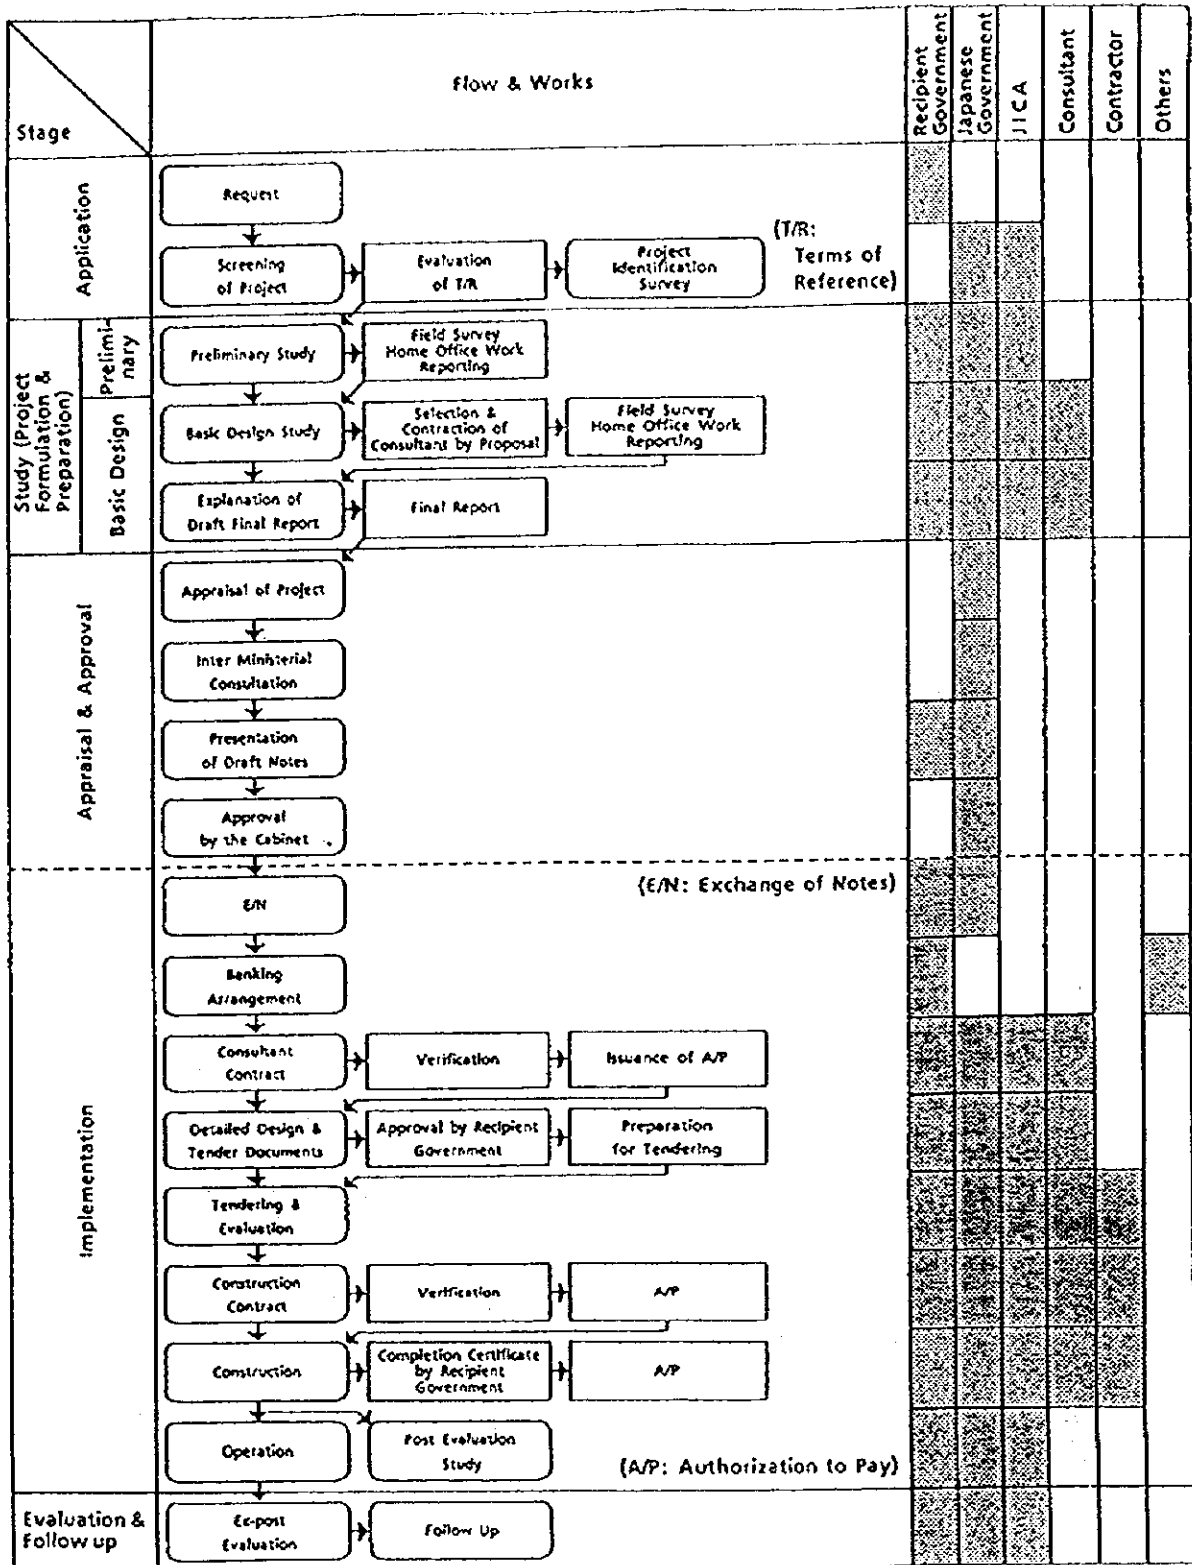 Stage
Flow & Works
Recipient
Government
Japanese
Government
JICA
Consultant
Contractor
Others
Application
Request
Screening
of Project
Evaluation
of T/R
Project
Identification
Survey
(T/R:
Terms of
Reference)
Study (Project
Formulation &
Preparation)
Prelimi-
nary
Preliminary Study
Field Survey
Home Office Work
Reporting
Basic Design
Basic Design Study
Selection &
Contraction of
Consultant by Proposal
Field Survey
Home Office Work
Reporting
Explanation of
Draft Final Report
Final Report
Appraisal & Approval
Appraisal of Project
Inter Ministerial
Consultation
Presentation
of Draft Notes
Approval
by the Cabinet
Implementation
E/N
(E/N: Exchange of Notes)
Banking
Arrangement
Consultant
Contract
Verification
Issuance of A/P
Detailed Design &
Tender Documents
Approval by Recipient
Government
Preparation
for Tendering
Tendering &
Evaluation
Construction
Contract
Verification
A/P
Construction
Completion Certificate
by Recipient
Government
A/P
Operation
Post Evaluation
Study
(A/P: Authorization to Pay)
Evaluation &
Follow up
Ex-post
Evaluation
Follow Up